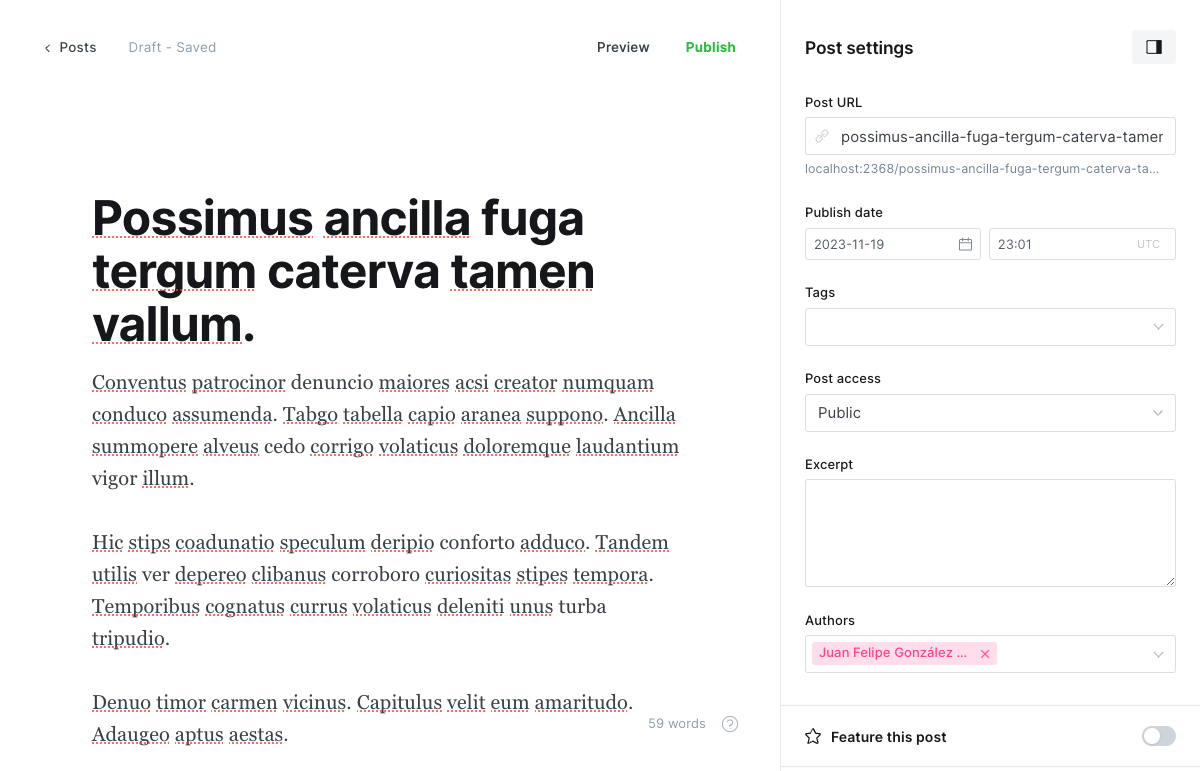 Posts
Draft - Saved
Preview
Publish
Possimus ancilla fuga
tergum caterva tamen
vallum.
Conventus patrocinor denuncio maiores acsi creator numquam
conduco assumenda. Tabgo tabella capio aranea suppono. Ancilla
summopere alveus cedo corrigo volaticus doloremque laudantium
vigor illum.
Hic stips coadunatio speculum deripio conforto adduco. Tandem
utilis ver depereo clibanus corroboro curiositas stipes tempora.
Temporibus cognatus currus volaticus deleniti unus turba
tripudio.
Denuo timor carmen vicinus. Capitulus velit eum amaritudo.
Adaugeo aptus aestas.
59 words
Post settings
Post URL
possimus-ancilla-fuga-tergum-caterva-tamen
localhost:2368/possimus-ancilla-fuga-tergum-caterva-ta...
Publish date
2023-11-19
23:01
UTC
Tags
Post access
Public
Excerpt
Authors
Juan Felipe González ...
Feature this post